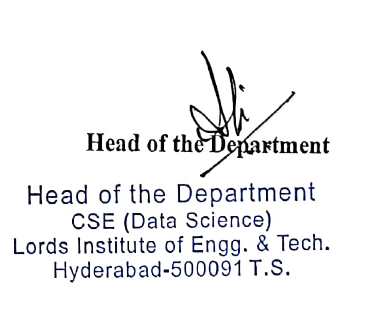 Head of the Department
Head of the Department
CSE (Data Science)
Lords Institute of Engg. & Tech.
Hyderabad-500091 T.S.